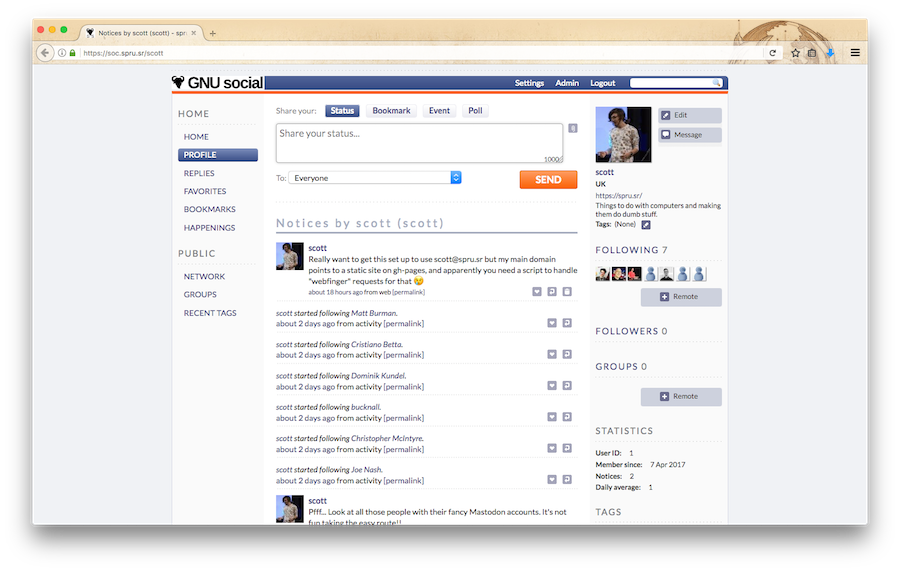 Notices by scott (scott) - spru.
https://soc.spru.sr/scott
GNU social
Settings Admin Logout
HOME
HOME
PROFILE
REPLIES
FAVORITES
BOOKMARKS
HAPPENINGS
PUBLIC
NETWORK
GROUPS
RECENT TAGS
Share your: Status Bookmark Event Poll
Share your status...
1000
To: Everyone
SEND
Notices by scott (scott)
scott
Really want to get this set up to use scott@spru.sr but my main domain
points to a static site on gh-pages, and apparently you need a script to handle
"webfinger" requests for that 😢
about 18 hours ago from web [permalink]
scott started following Matt Burman.
about 2 days ago from activity [permalink]
scott started following Cristiano Betta.
about 2 days ago from activity [permalink]
scott started following Dominik Kundel.
about 2 days ago from activity [permalink]
scott started following bucknall.
about 2 days ago from activity [permalink]
scott started following Christopher McIntyre.
about 2 days ago from activity [permalink]
scott started following Joe Nash.
about 2 days ago from activity [permalink]
scott
Pfff... Look at all those people with their fancy Mastodon accounts. It's not
fun taking the easy route!!
Edit
Message
scott
UK
https://spru.sr/
Things to do with computers and making
them do dumb stuff.
Tags: (None)
FOLLOWING 7
Remote
FOLLOWERS 0
GROUPS 0
Remote
STATISTICS
User ID: 1
Member since: 7 Apr 2017
Notices: 2
Daily average: 1
TAGS